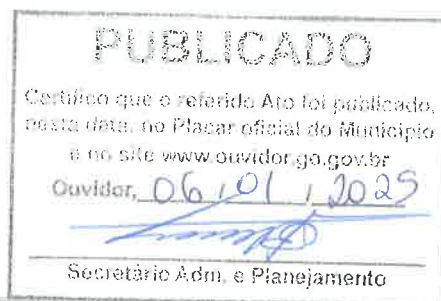 PUBLICADO
Certifico que o referido Ato foi publicado,
nesta data, no Placar oficial do Município
e no site www.ouvidor.go.gov.br
Ouvidor, 06 / 01 / 2025
Secretário Adm. e Planejamento